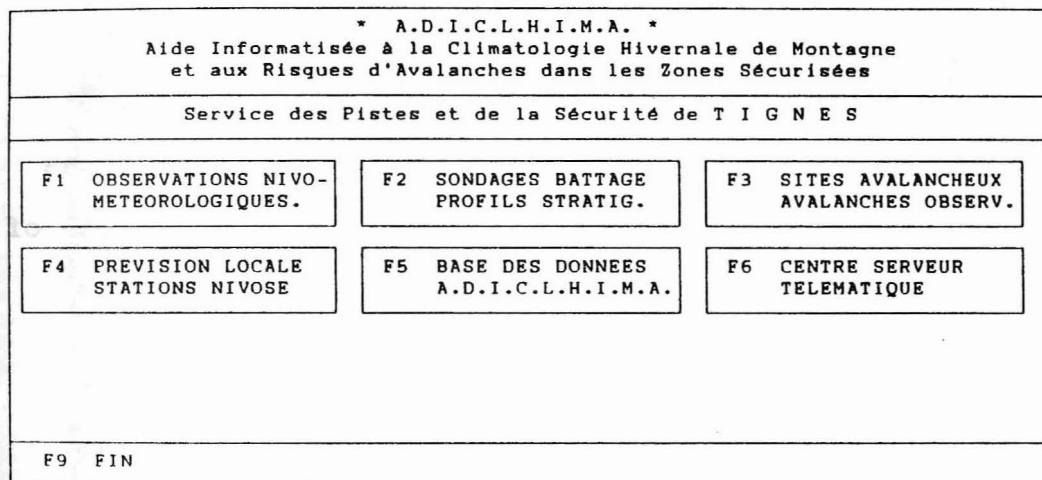 * A.D.I.C.L.H.I.M.A. *
Aide Informatisée à la Climatologie Hivernale de Montagne
et aux Risques d'Avalanches dans les Zones Sécurisées
Service des Pistes et de la Sécurité de T I G N E S
F1 OBSERVATIONS NIVO-
METEOROLOGIQUES.
F2 SONDAGES BATTAGE
PROFILS STRATIG.
F3 SITES AVALANCHEUX
AVALANCHES OBSERV.
F4 PREVISION LOCALE
STATIONS NIVOSE
F5 BASE DES DONNEES
A.D.I.C.L.H.I.M.A.
F6 CENTRE SERVEUR
TELEMATIQUE
F9 FIN